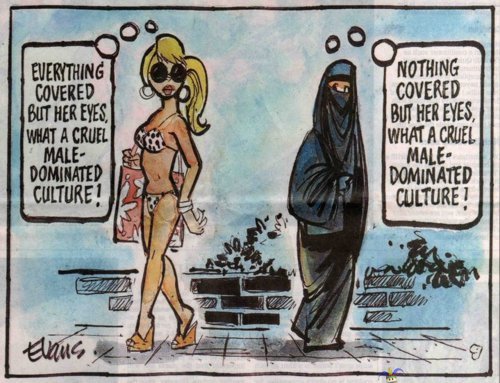 EVERYTHING
COVERED
BUT HER EYES,
WHAT A CRUEL
MALE-
DOMINATED
CULTURE!
NOTHING
COVERED
BUT HER EYES,
WHAT A CRUEL
MALE-
DOMINATED
CULTURE!
Evans